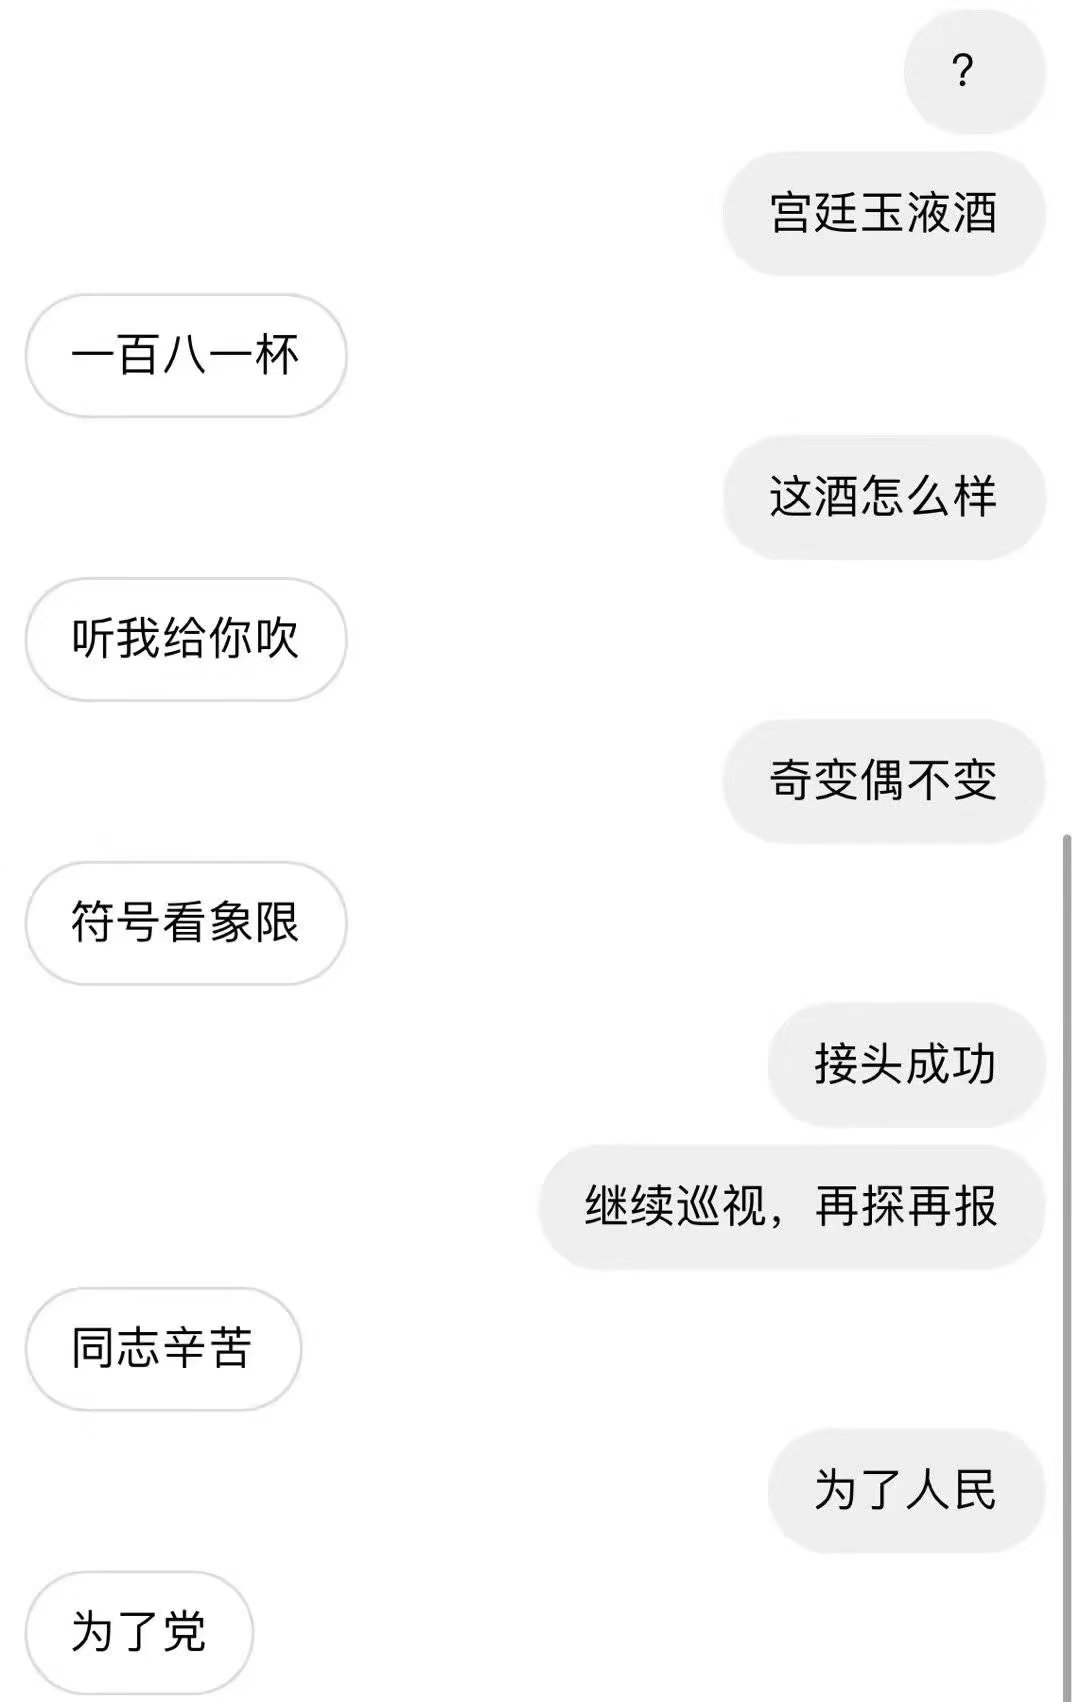 ?
宫廷玉液酒
一百八一杯
这酒怎么样
听我给你吹
奇变偶不变
符号看象限
接头成功
继续巡视，再探再报
同志辛苦
为了人民
为了党